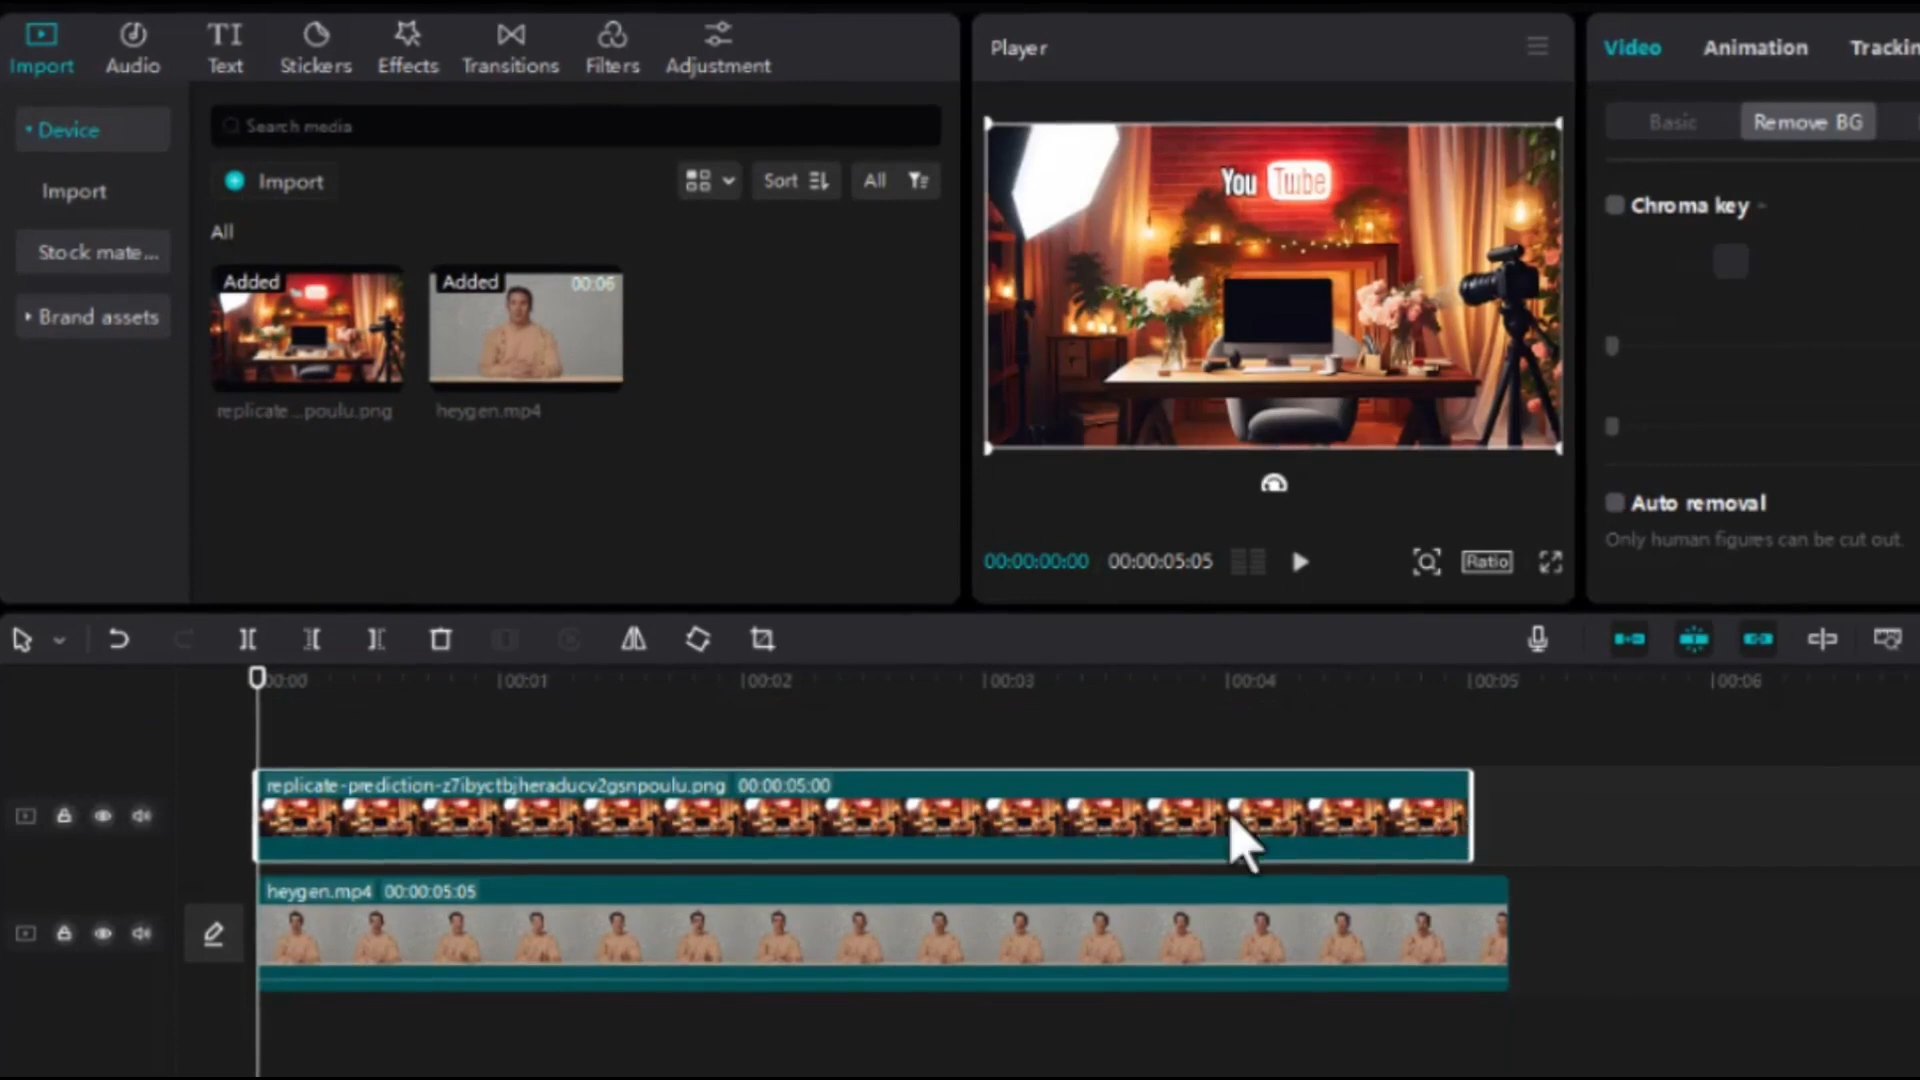 Import Audio Text Stickers Effects Transitions Filters Adjustment
Device
Import
Stock mate...
Brand assets
Search media
Import
Sort
All
All
Added
Added 00:06
replicate...poulu.png
heygen.mp4
Player
You Tube
00:00:00:00 00:00:05:05
Ratio
Video Animation Trackin
Basic Remove BG
Chroma key
Auto removal
Only human figures can be cut out.
00:00 00:01 00:02 00:03 00:04 00:05 00:06
replicate-prediction-z7ibyctbjheraducv2gsnpoulu.png 00:00:05:00
heygen.mp4 00:00:05:05